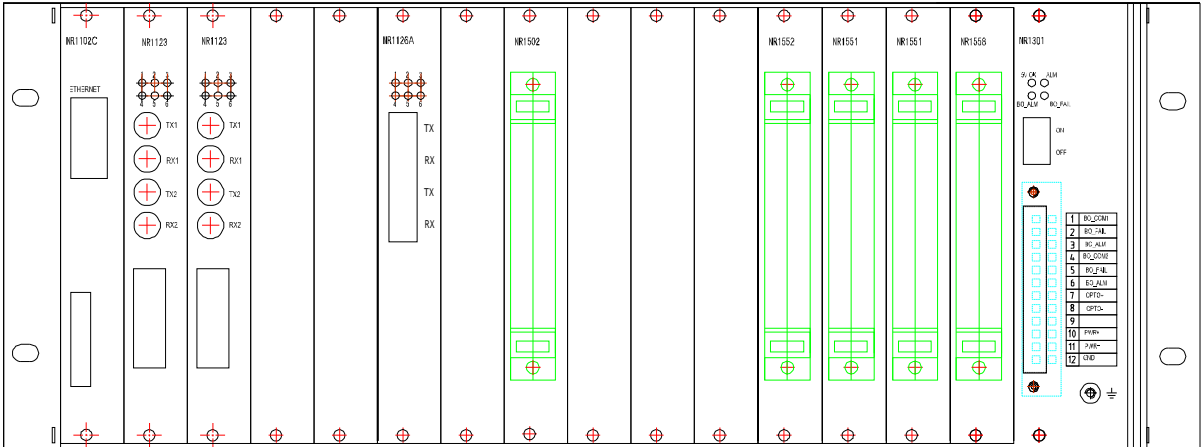 NR1102C
NR1123
NR1123
NR1126A
NR1502
NR1552
NR1551
NR1551
NR1558
NR1301
ETHERNET
1 2 3
4 5 6
TX1
RX1
TX2
RX2
1 2 3
4 5 6
TX1
RX1
TX2
RX2
1 2 3
4 5 6
TX
RX
TX
RX
5V OK ALM
BO_ALM BO_FAIL
ON
OFF
1 BO_COM1
2 BO_FAIL
3 BO_ALM
4 BO_COM2
5 BO_FAIL
6 BO_ALM
7 OPTO+
8 OPTO-
9
10 PWR+
11 PWR-
12 GND